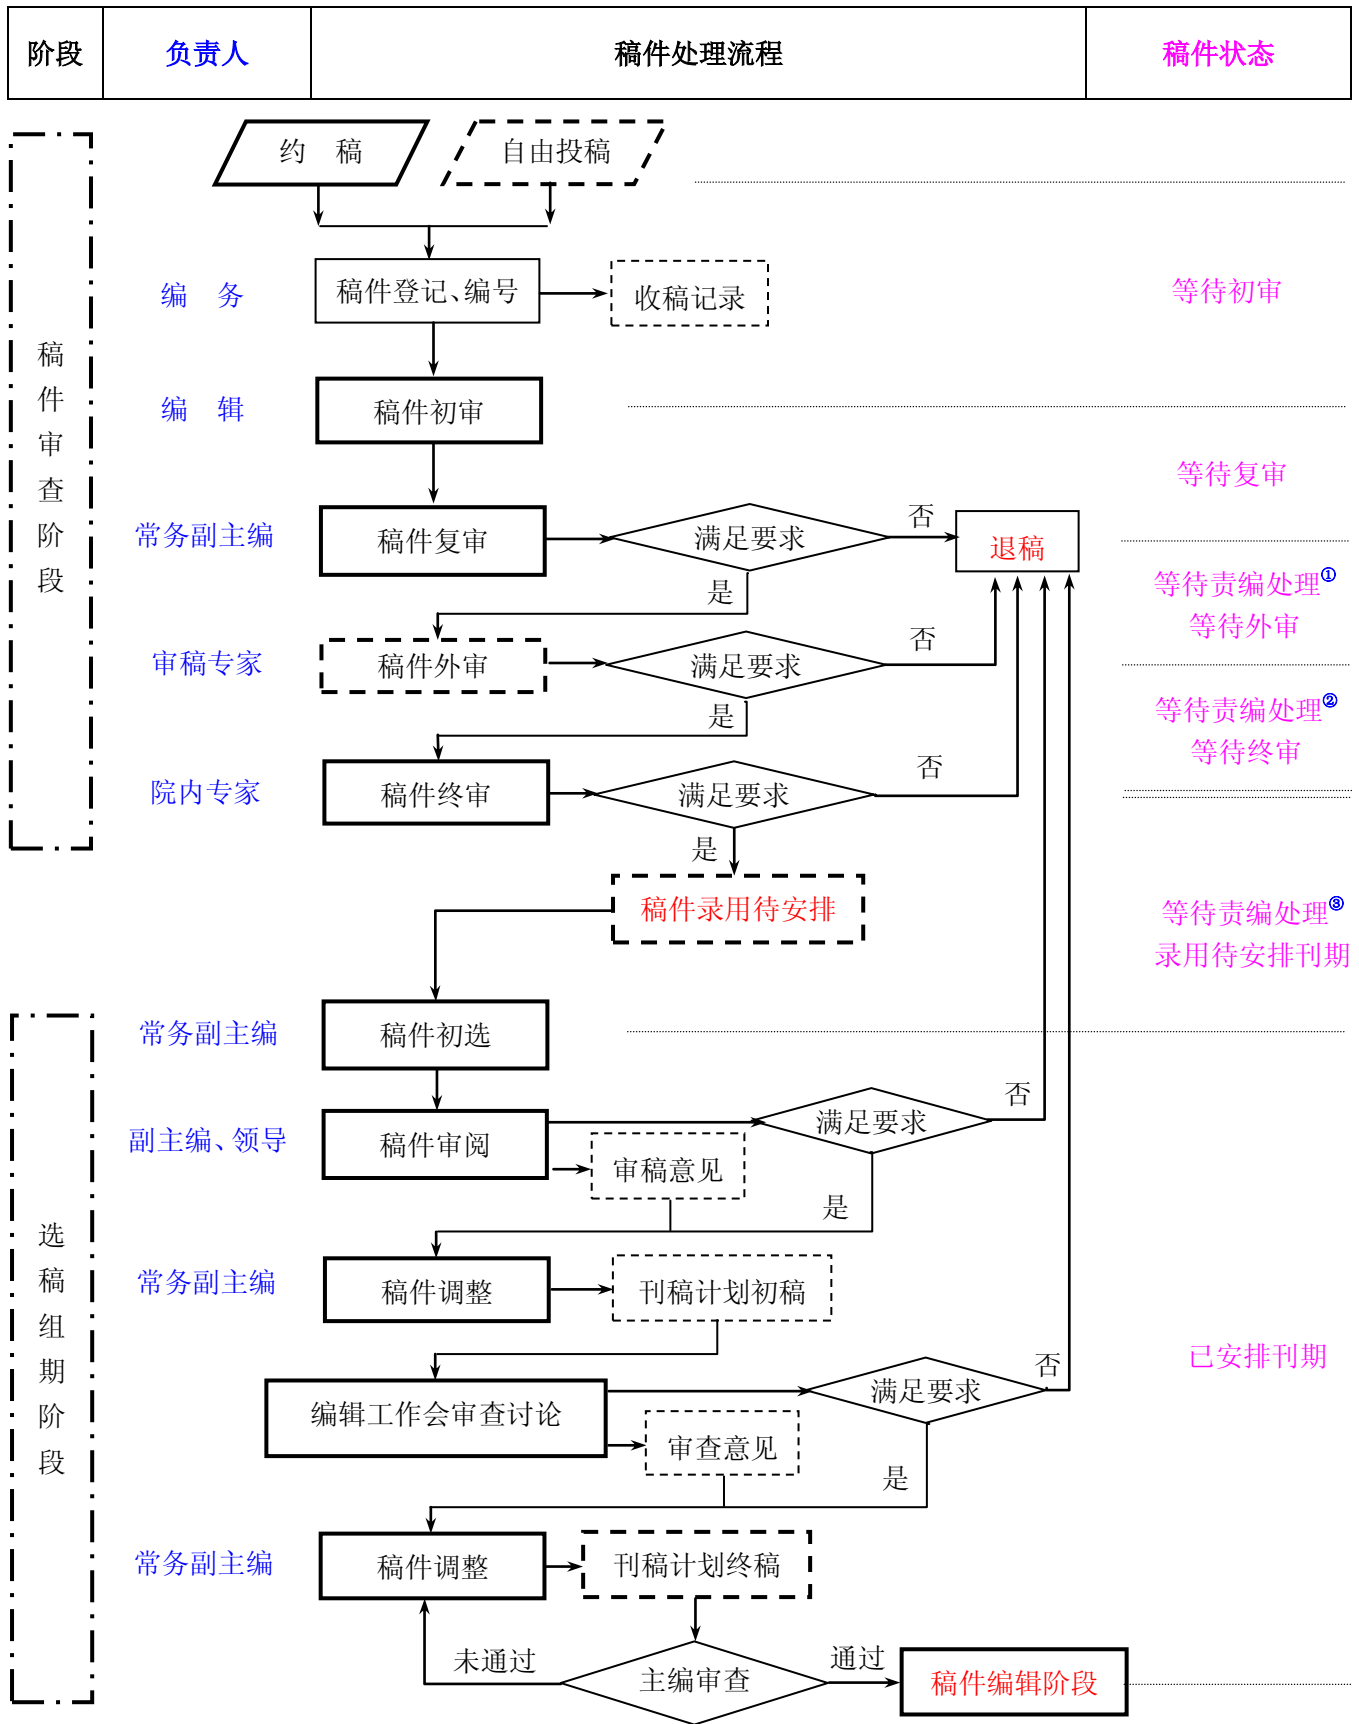 阶段 负责人 稿件处理流程 稿件状态
约 稿 自由投稿
编 务 稿件登记、编号 收稿记录 等待初审
稿件审查阶段
编 辑 稿件初审
等待复审
常务副主编 稿件复审 满足要求 否 退稿
是
等待责编处理①
等待外审
审稿专家 稿件外审 满足要求 否
是
等待责编处理②
等待终审
院内专家 稿件终审 满足要求 否
是
稿件录用待安排
等待责编处理③
录用待安排刊期
常务副主编 稿件初选
副主编、领导 稿件审阅 满足要求 否
审稿意见
是
选稿组期阶段
常务副主编 稿件调整 刊稿计划初稿
已安排刊期
编辑工作会审查讨论 满足要求 否
审查意见
是
常务副主编 稿件调整 刊稿计划终稿
未通过 主编审查 通过 稿件编辑阶段